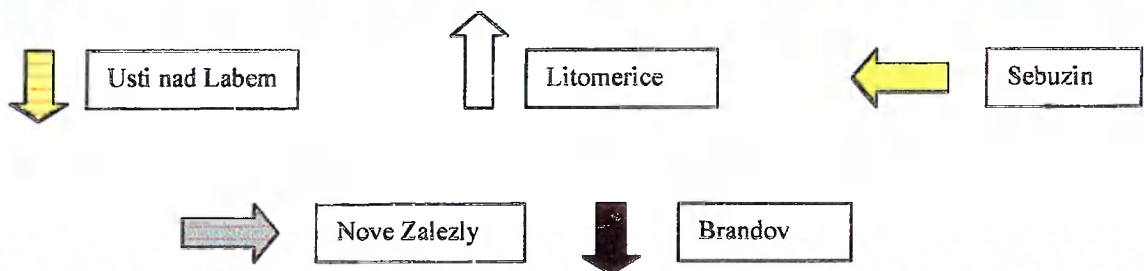 Usti nad Labem
Litomerice
Sebuzin
Nove Zalezly
Brandov